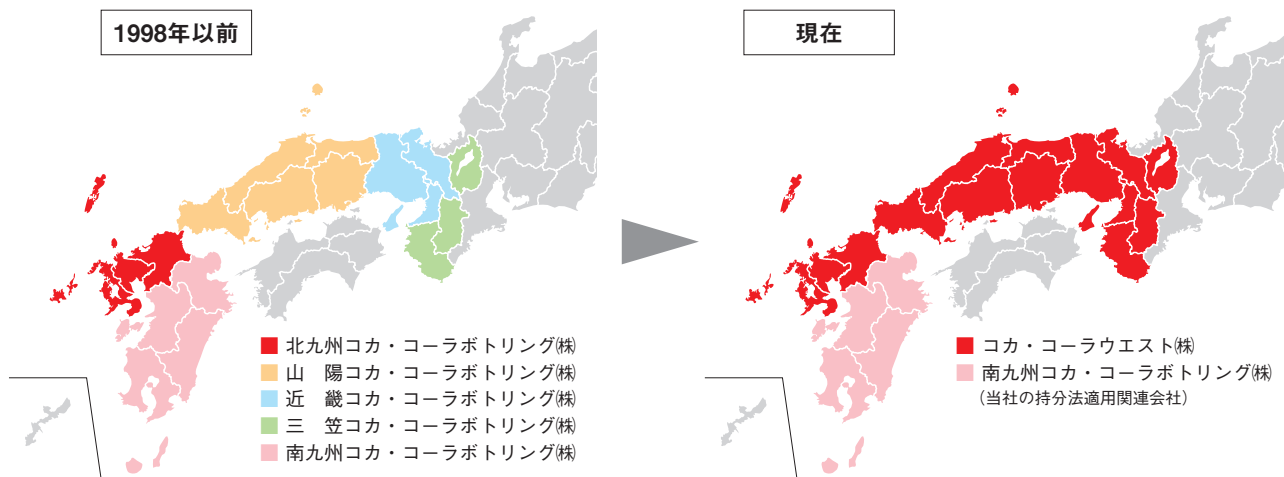 1998年以前
北九州コカ・コーラボトリング㈱
山　陽コカ・コーラボトリング㈱
近　畿コカ・コーラボトリング㈱
三　笠コカ・コーラボトリング㈱
南九州コカ・コーラボトリング㈱
現在
コカ・コーラウエスト㈱
南九州コカ・コーラボトリング㈱
（当社の持分法適用関連会社）